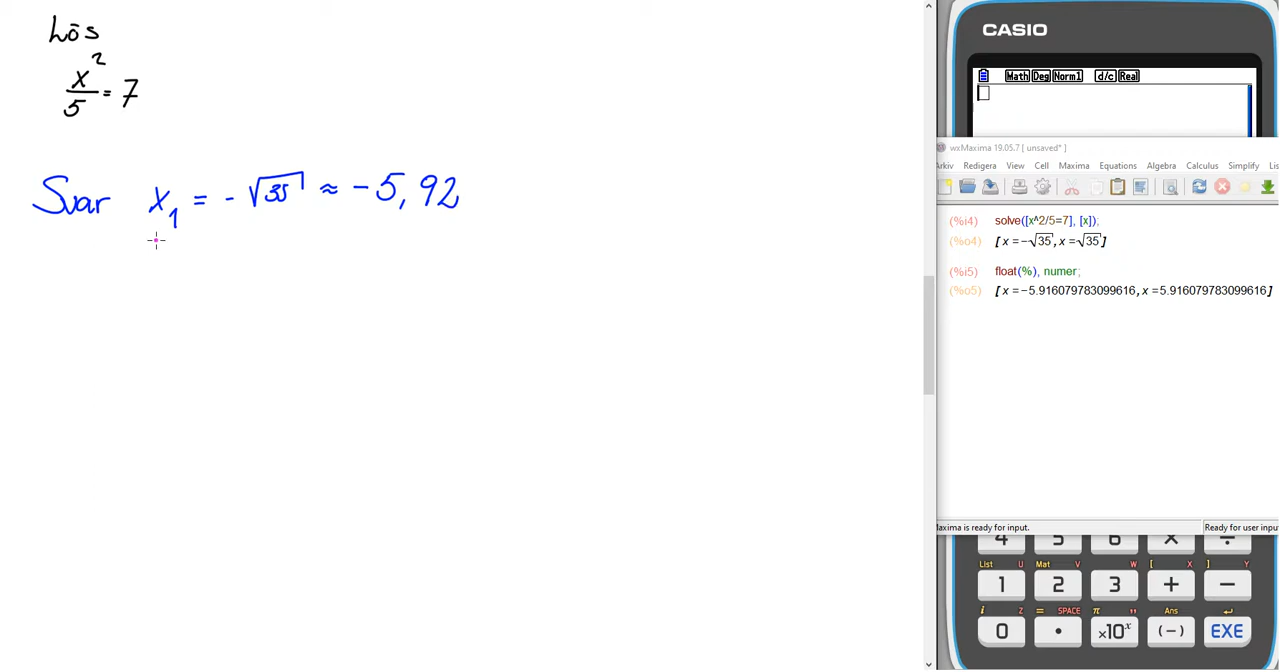 Lös
x²/5 = 7
Svar x₁ = -√35 ≈ -5,92
CASIO
Math Deg Norm1 d/c Real
wxMaxima 19.05.7 [ unsaved* ]
Arkiv Redigera View Cell Maxima Equations Algebra Calculus Simplify Lis
(%i4) solve([x^2/5=7], [x]);
(%o4) [x=-√35,x=√35]
(%i5) float(%), numer;
(%o5) [x=-5.916079783099616,x=5.916079783099616]
Maxima is ready for input. Ready for user input
4 5 6 × ÷
List U Mat V W [ X ] Y
1 2 3 + −
i Z = SPACE π " Ans ↵
0 • ×10ˣ (−) EXE